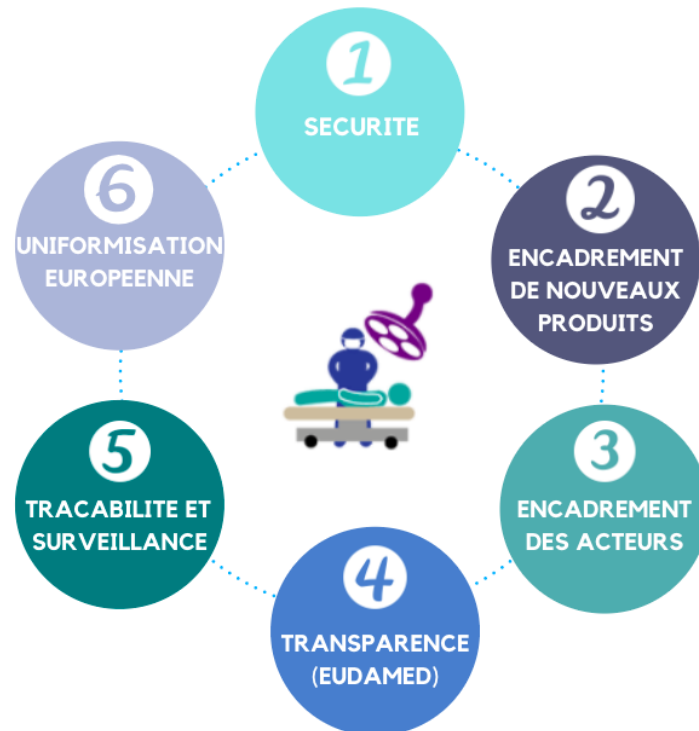 1
SECURITE
2
ENCADREMENT
DE NOUVEAUX
PRODUITS
3
ENCADREMENT
DES ACTEURS
4
TRANSPARENCE
(EUDAMED)
5
TRACABILITE ET
SURVEILLANCE
6
UNIFORMISATION
EUROPEENNE